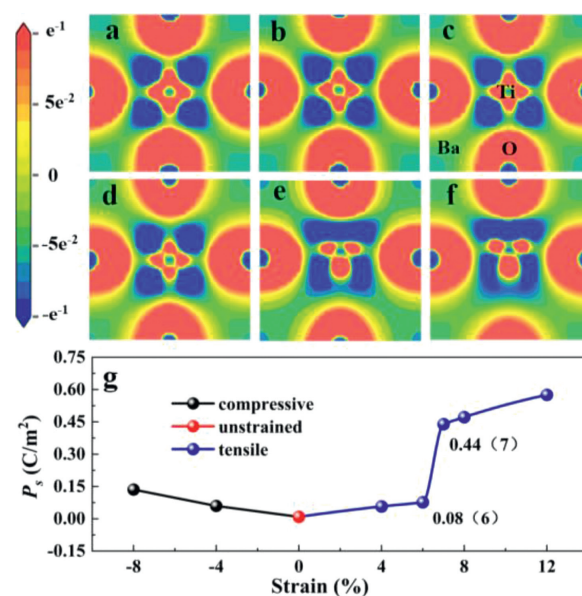 e⁻¹
5e⁻²
0
-5e⁻²
-e⁻¹
a
b
c
Ti
Ba
O
d
e
f
g
compressive
unstrained
tensile
0.44（7）
0.08（6）
Pₛ (C/m²)
0.75
0.60
0.45
0.30
0.15
0.00
-0.15
-8
-4
0
4
8
12
Strain (%)